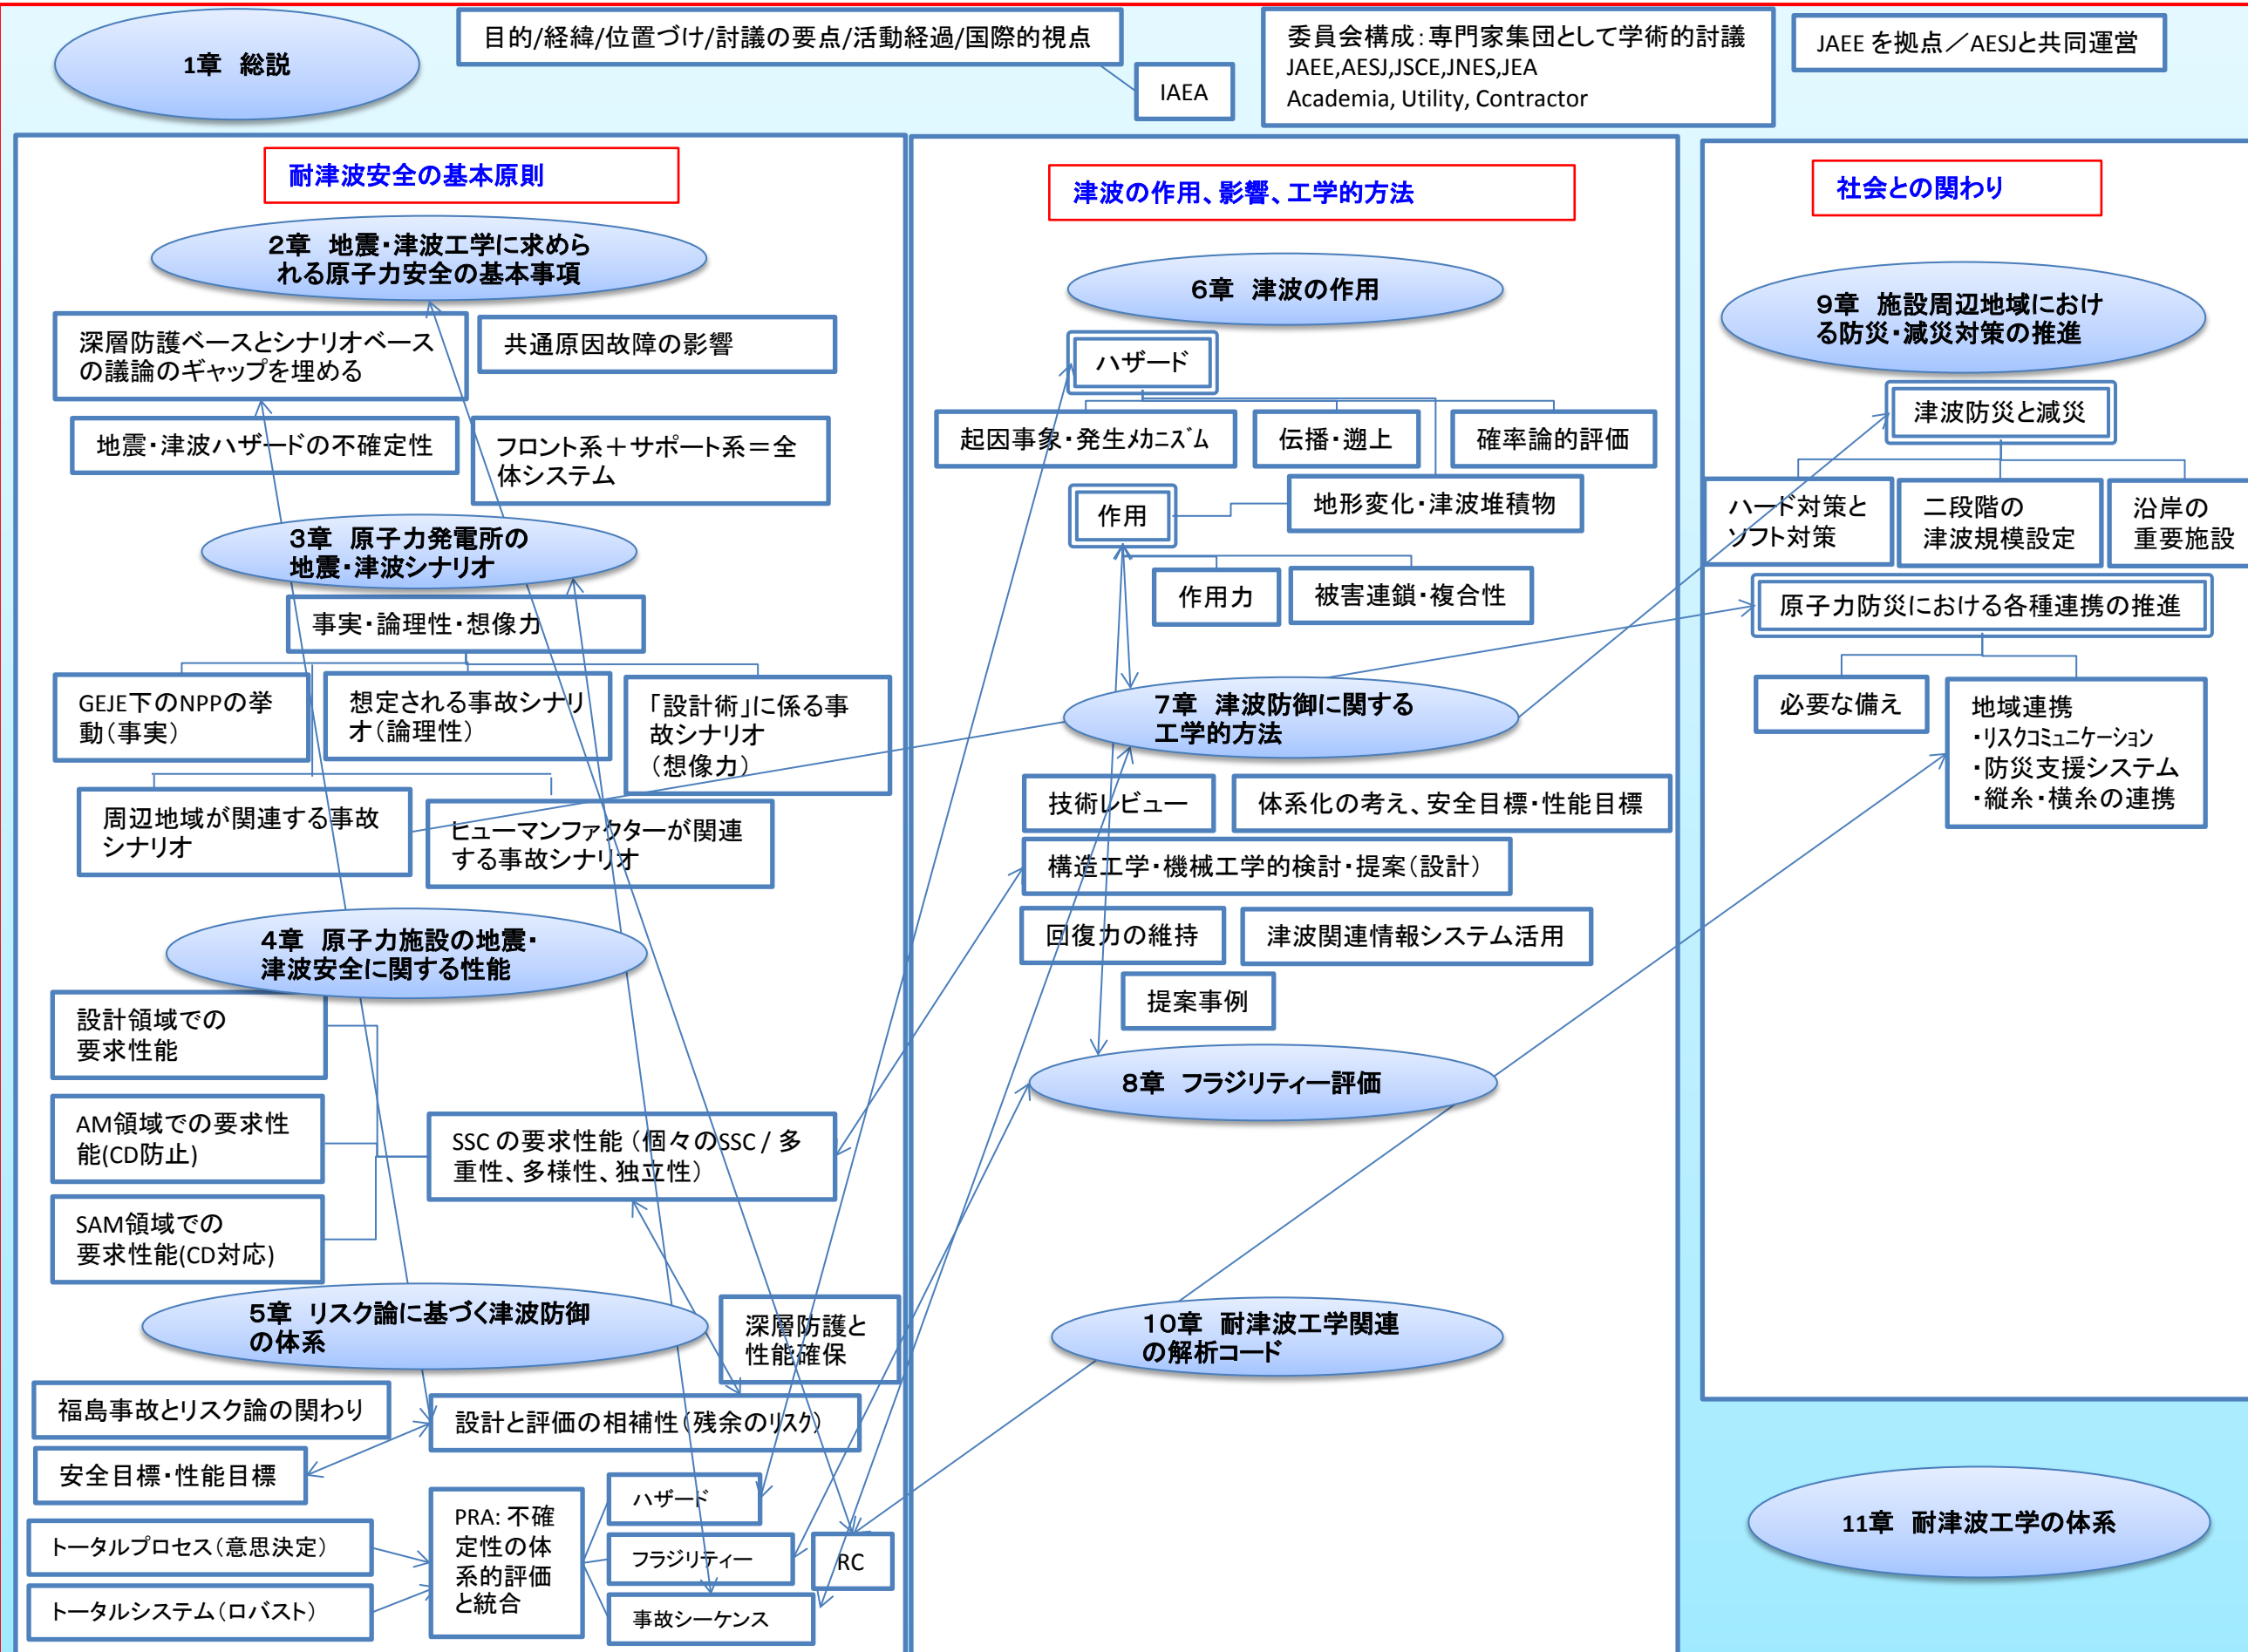 1章 総説
目的/経緯/位置づけ/討議の要点/活動経過/国際的視点
IAEA
委員会構成：専門家集団として学術的討議
JAEE,AESJ,JSCE,JNES,JEA
Academia, Utility, Contractor
JAEE を拠点／AESJと共同運営
耐津波安全の基本原則
2章 地震・津波工学に求めら
れる原子力安全の基本事項
深層防護ベースとシナリオベース
の議論のギャップを埋める
共通原因故障の影響
地震・津波ハザードの不確定性
フロント系＋サポート系＝全
体システム
3章 原子力発電所の
地震・津波シナリオ
事実・論理性・想像力
GEJE下のNPPの挙
動（事実）
想定される事故シナリ
オ（論理性）
「設計術」に係る事
故シナリオ
（想像力）
周辺地域が関連する事故
シナリオ
ヒューマンファクターが関連
する事故シナリオ
4章 原子力施設の地震・
津波安全に関する性能
設計領域での
要求性能
AM領域での要求性
能(CD防止)
SAM領域での
要求性能(CD対応)
SSC の要求性能（個々のSSC / 多
重性、多様性、独立性）
5章 リスク論に基づく津波防御
の体系
深層防護と
性能確保
福島事故とリスク論の関わり
設計と評価の相補性（残余のリスク）
安全目標・性能目標
トータルプロセス（意思決定）
トータルシステム（ロバスト）
PRA: 不確
定性の体
系的評価
と統合
ハザード
フラジリティー
事故シーケンス
RC
津波の作用、影響、工学的方法
6章 津波の作用
ハザード
起因事象・発生メカニズム
伝播・遡上
確率論的評価
地形変化・津波堆積物
作用
作用力
被害連鎖・複合性
7章 津波防御に関する
工学的方法
技術レビュー
体系化の考え、安全目標・性能目標
構造工学・機械工学的検討・提案（設計）
回復力の維持
津波関連情報システム活用
提案事例
8章 フラジリティー評価
10章 耐津波工学関連
の解析コード
社会との関わり
9章 施設周辺地域におけ
る防災・減災対策の推進
津波防災と減災
ハード対策と
ソフト対策
二段階の
津波規模設定
沿岸の
重要施設
原子力防災における各種連携の推進
必要な備え
地域連携
・リスクコミュニケーション
・防災支援システム
・縦糸・横糸の連携
11章 耐津波工学の体系